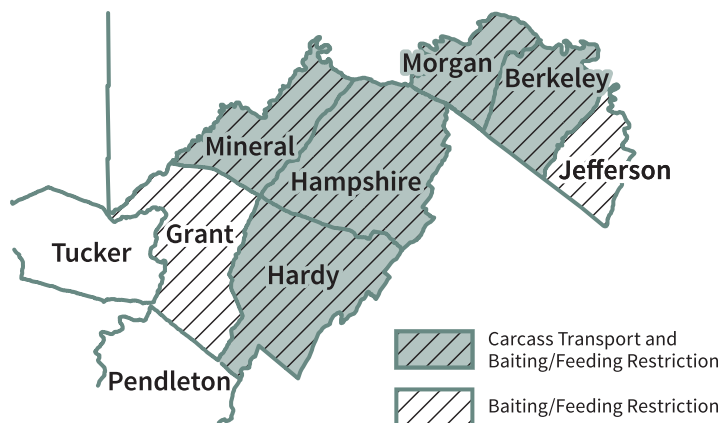 Morgan
Berkeley
Mineral
Hampshire
Jefferson
Grant
Tucker
Hardy
Pendleton
Carcass Transport and
Baiting/Feeding Restriction
Baiting/Feeding Restriction